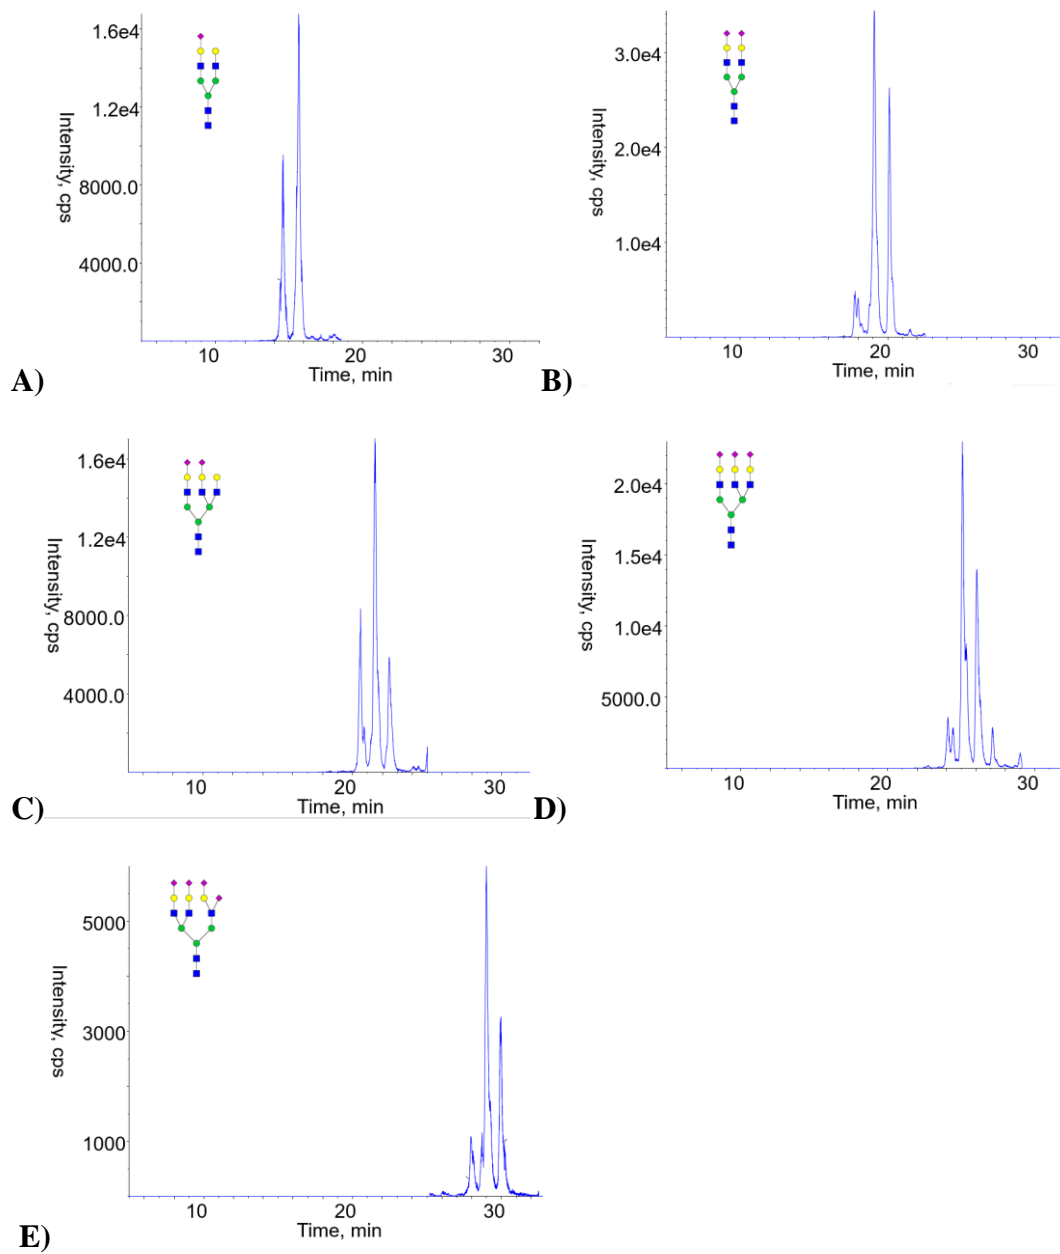 1.6e4
1.2e4
8000.0
4000.0
Intensity, cps
10 20 30
Time, min
A)
3.0e4
2.0e4
1.0e4
Intensity, cps
10 20 30
Time, min
B)
1.6e4
1.2e4
8000.0
4000.0
Intensity, cps
10 20 30
Time, min
C)
2.0e4
1.5e4
1.0e4
5000.0
Intensity, cps
10 20 30
Time, min
D)
5000
3000
1000
Intensity, cps
10 20 30
Time, min
E)